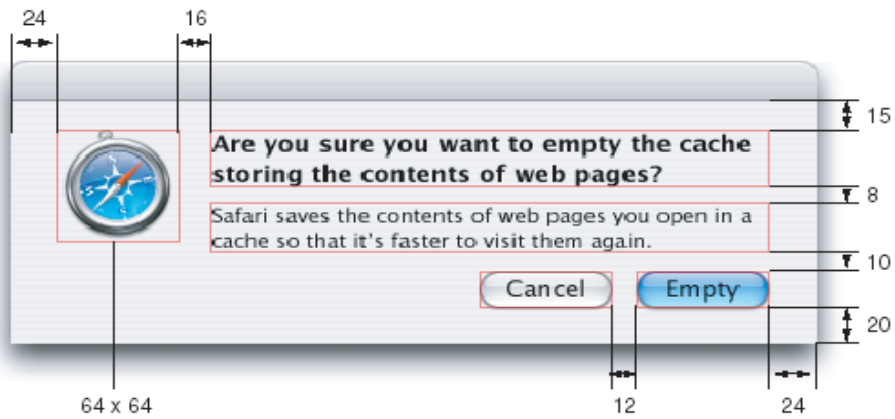 24
16
15
Are you sure you want to empty the cache
storing the contents of web pages?
8
Safari saves the contents of web pages you open in a
cache so that it's faster to visit them again.
10
Cancel
Empty
20
64 x 64
12
24